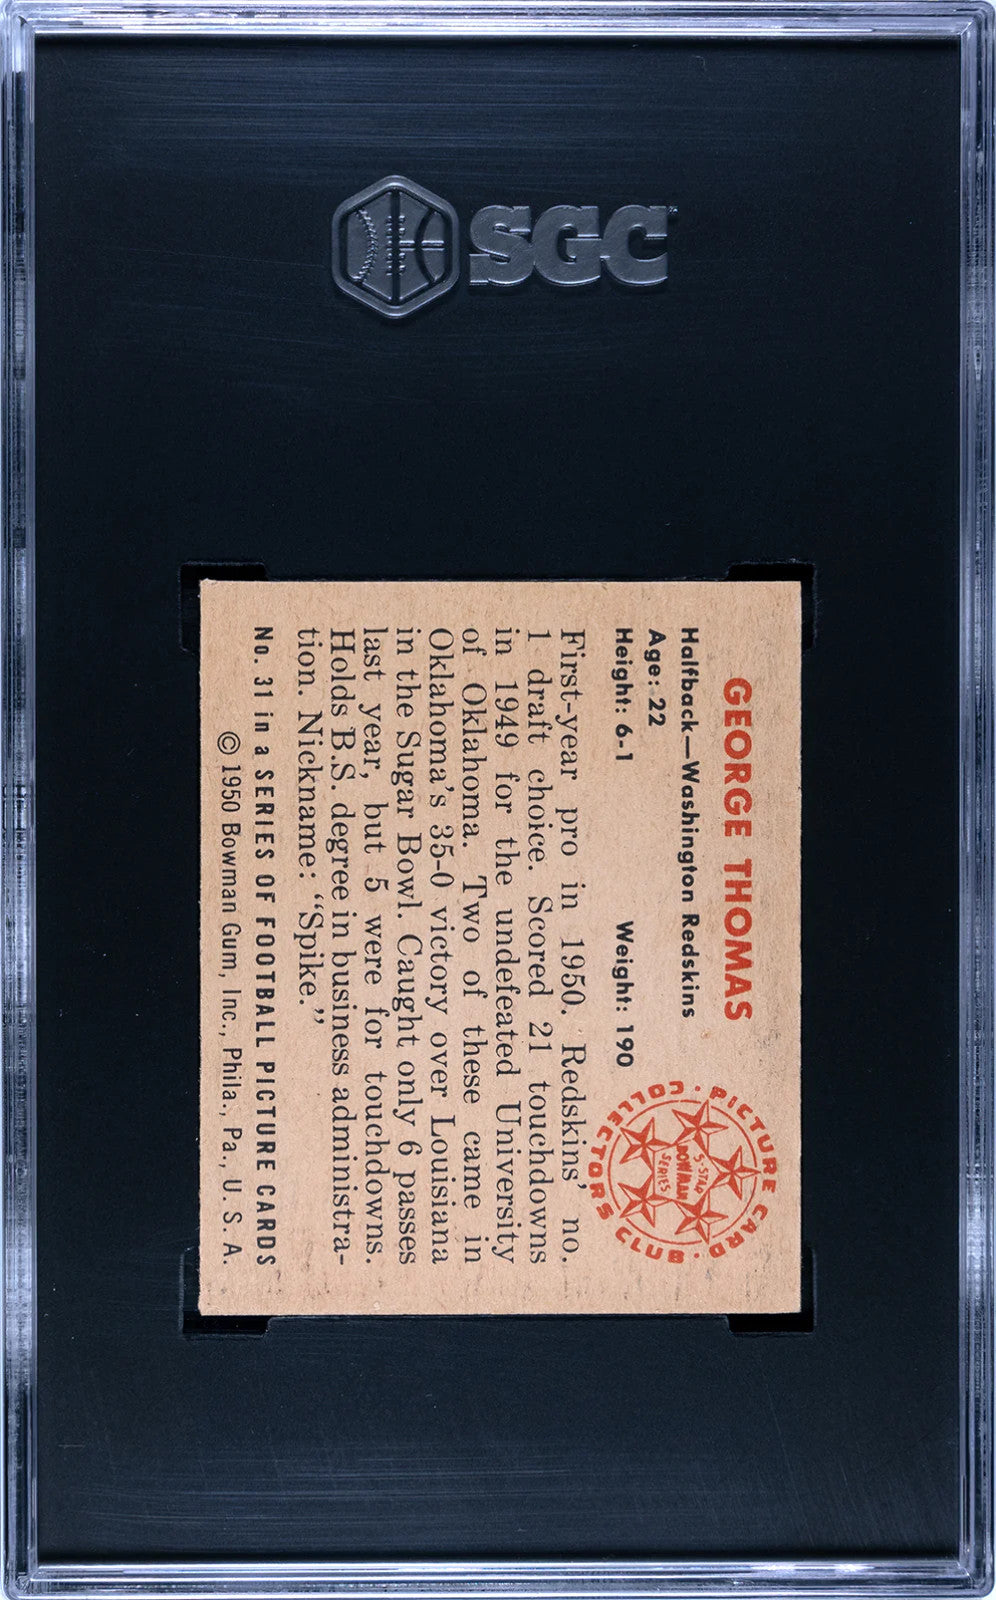 SGC
GEORGE THOMAS
Halfback—Washington Redskins
Age: 22
Height: 6-1 Weight: 190
First-year pro in 1950. Redskins' no.
1 draft choice. Scored 21 touchdowns
in 1949 for the undefeated University
of Oklahoma. Two of these came in
Oklahoma's 35-0 victory over Louisiana
in the Sugar Bowl. Caught only 6 passes
last year, but 5 were for touchdowns.
Holds B.S. degree in business administra-
tion. Nickname: “Spike.”
No. 31 in a SERIES OF FOOTBALL PICTURE CARDS
© 1950 Bowman Gum, Inc., Phila., Pa., U. S. A.
· PICTURE CARD · COLLECTORS CLUB
5-STAR
BOWMAN
SERIES